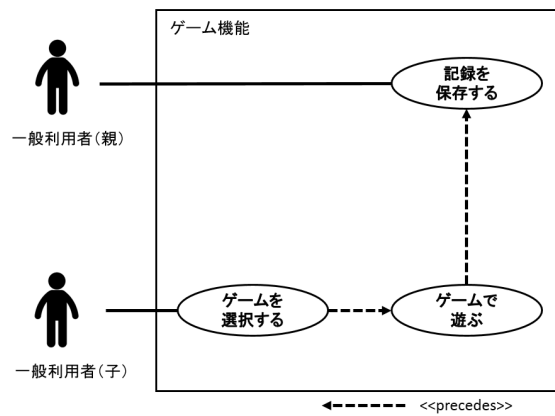 ゲーム機能
記録を
保存する
一般利用者(親)
ゲームを
選択する
ゲームで
遊ぶ
一般利用者(子)
<<precedes>>